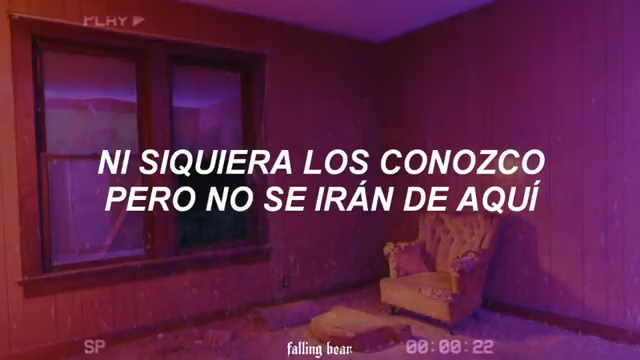 PLAY
NI SIQUIERA LOS CONOZCO
PERO NO SE IRÁN DE AQUÍ
SP
falling bear
00:00:22